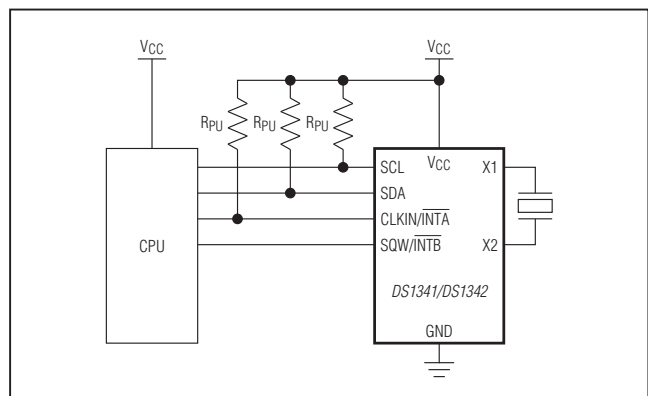 VCC
VCC
RPU
RPU
RPU
SCL
VCC
X1
SDA
CLKIN/INTA
CPU
SQW/INTB
X2
DS1341/DS1342
GND